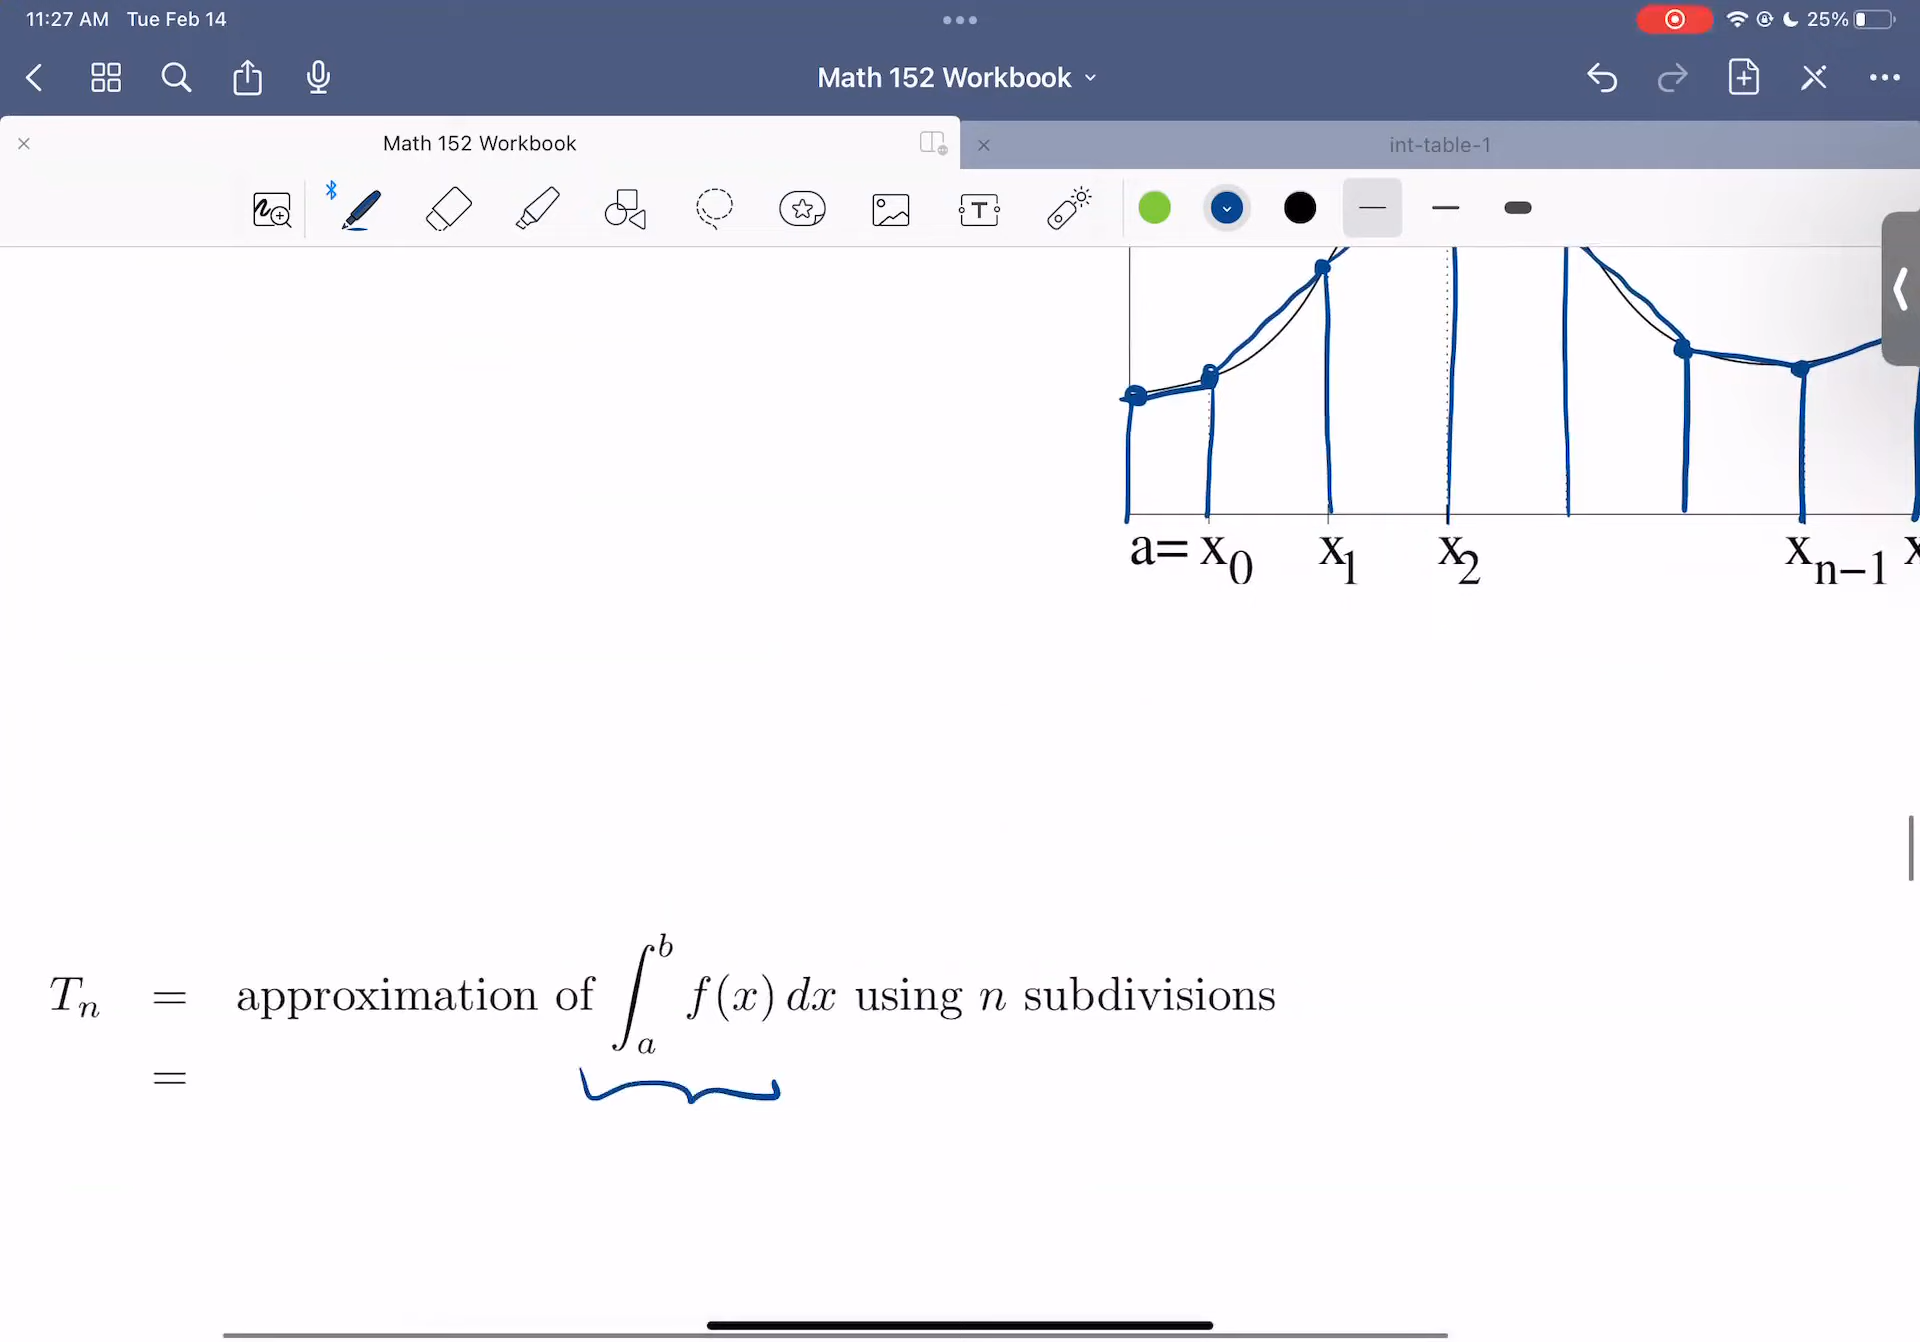 11:27 AM Tue Feb 14 25%
Math 152 Workbook
Math 152 Workbook int-table-1
T
a= x₀ x₁ x₂ xₙ₋₁ x
Tₙ = approximation of ∫ₐᵇ f(x) dx using n subdivisions
=